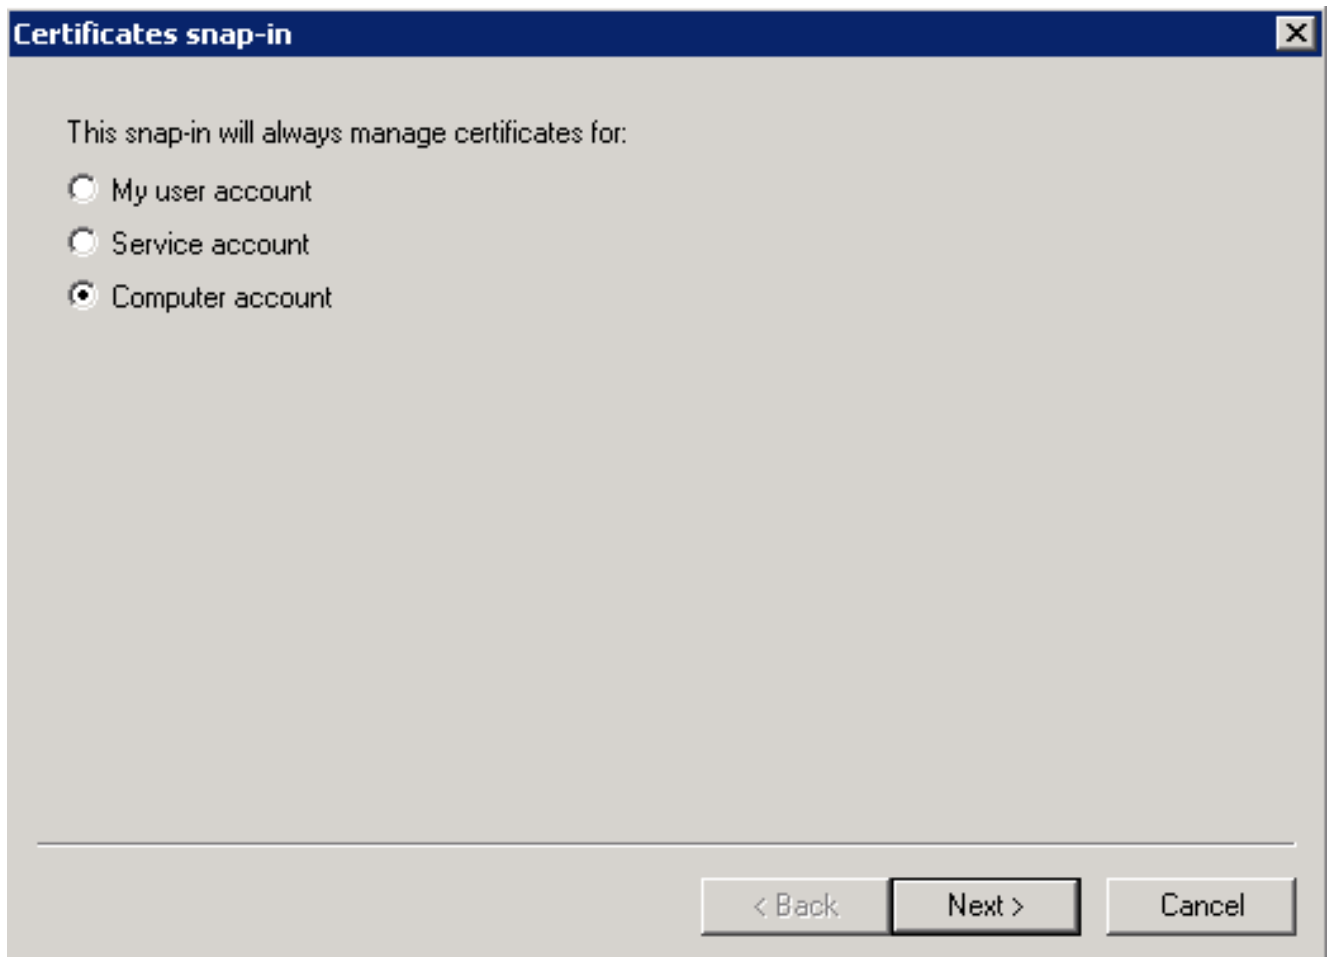 Certificates snap-in
This snap-in will always manage certificates for:
My user account
Service account
Computer account
< Back
Next >
Cancel